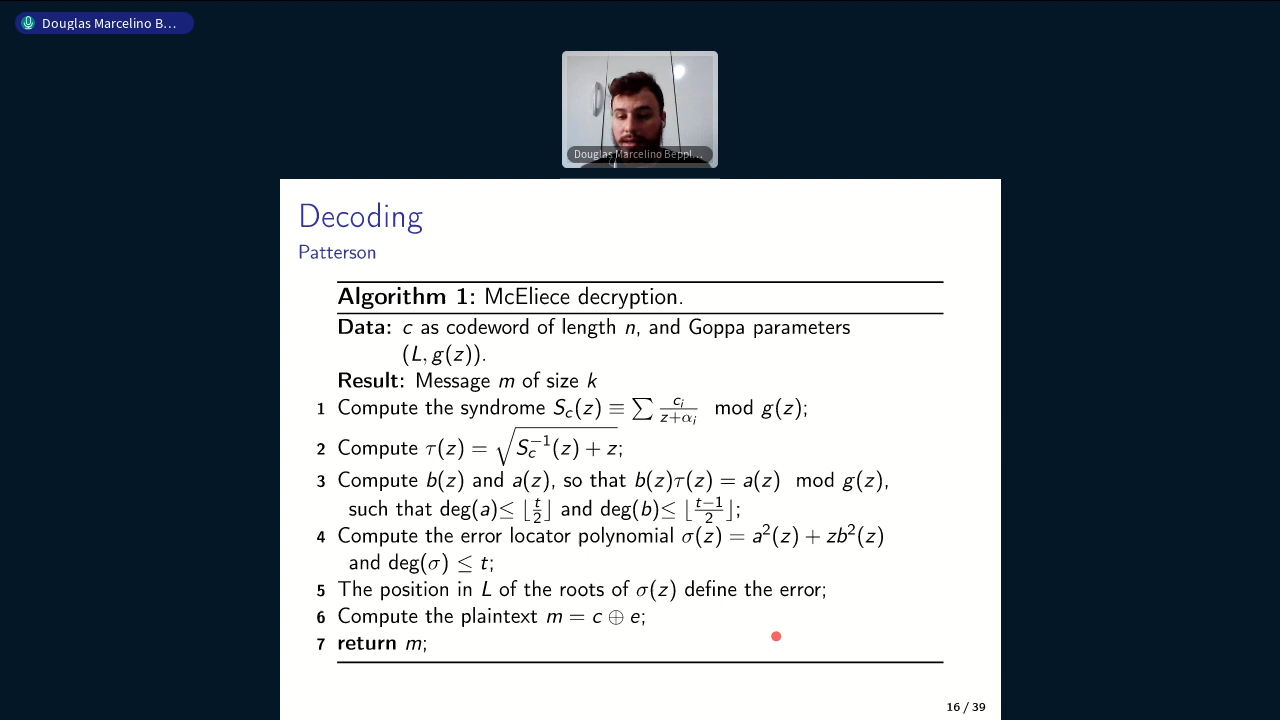 Douglas Marcelino B...
Douglas Marcelino Beppl...
Decoding
Patterson
Algorithm 1: McEliece decryption.
Data: c as codeword of length n, and Goppa parameters
(L, g(z)).
Result: Message m of size k
1 Compute the syndrome S_c(z) ≡ ∑ c_i/(z+α_i) mod g(z);
2 Compute τ(z) = √(S_c^{-1}(z) + z);
3 Compute b(z) and a(z), so that b(z)τ(z) = a(z) mod g(z),
such that deg(a)≤ ⌊t/2⌋ and deg(b)≤ ⌊(t−1)/2⌋;
4 Compute the error locator polynomial σ(z) = a²(z) + zb²(z)
and deg(σ) ≤ t;
5 The position in L of the roots of σ(z) define the error;
6 Compute the plaintext m = c ⊕ e;
7 return m;
16 / 39